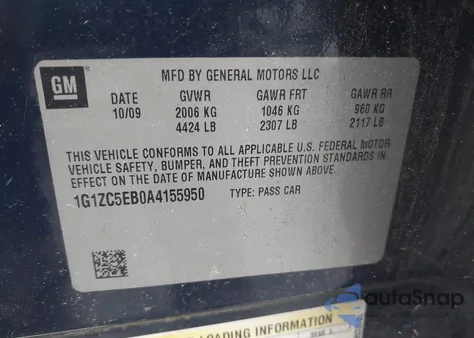 GM
MFD BY GENERAL MOTORS LLC
DATE GVWR GAWR FRT GAWR RR
10/09 2006 KG 1046 KG 960 KG
4424 LB 2307 LB 2117 LB
THIS VEHICLE CONFORMS TO ALL APPLICABLE U.S. FEDERAL MOTOR
VEHICLE SAFETY, BUMPER, AND THEFT PREVENTION STANDARDS IN
EFFECT ON THE DATE OF MANUFACTURE SHOWN ABOVE.
1G1ZC5EB0A4155950 TYPE: PASS CAR
autoSnap
LOADING INFORMATION